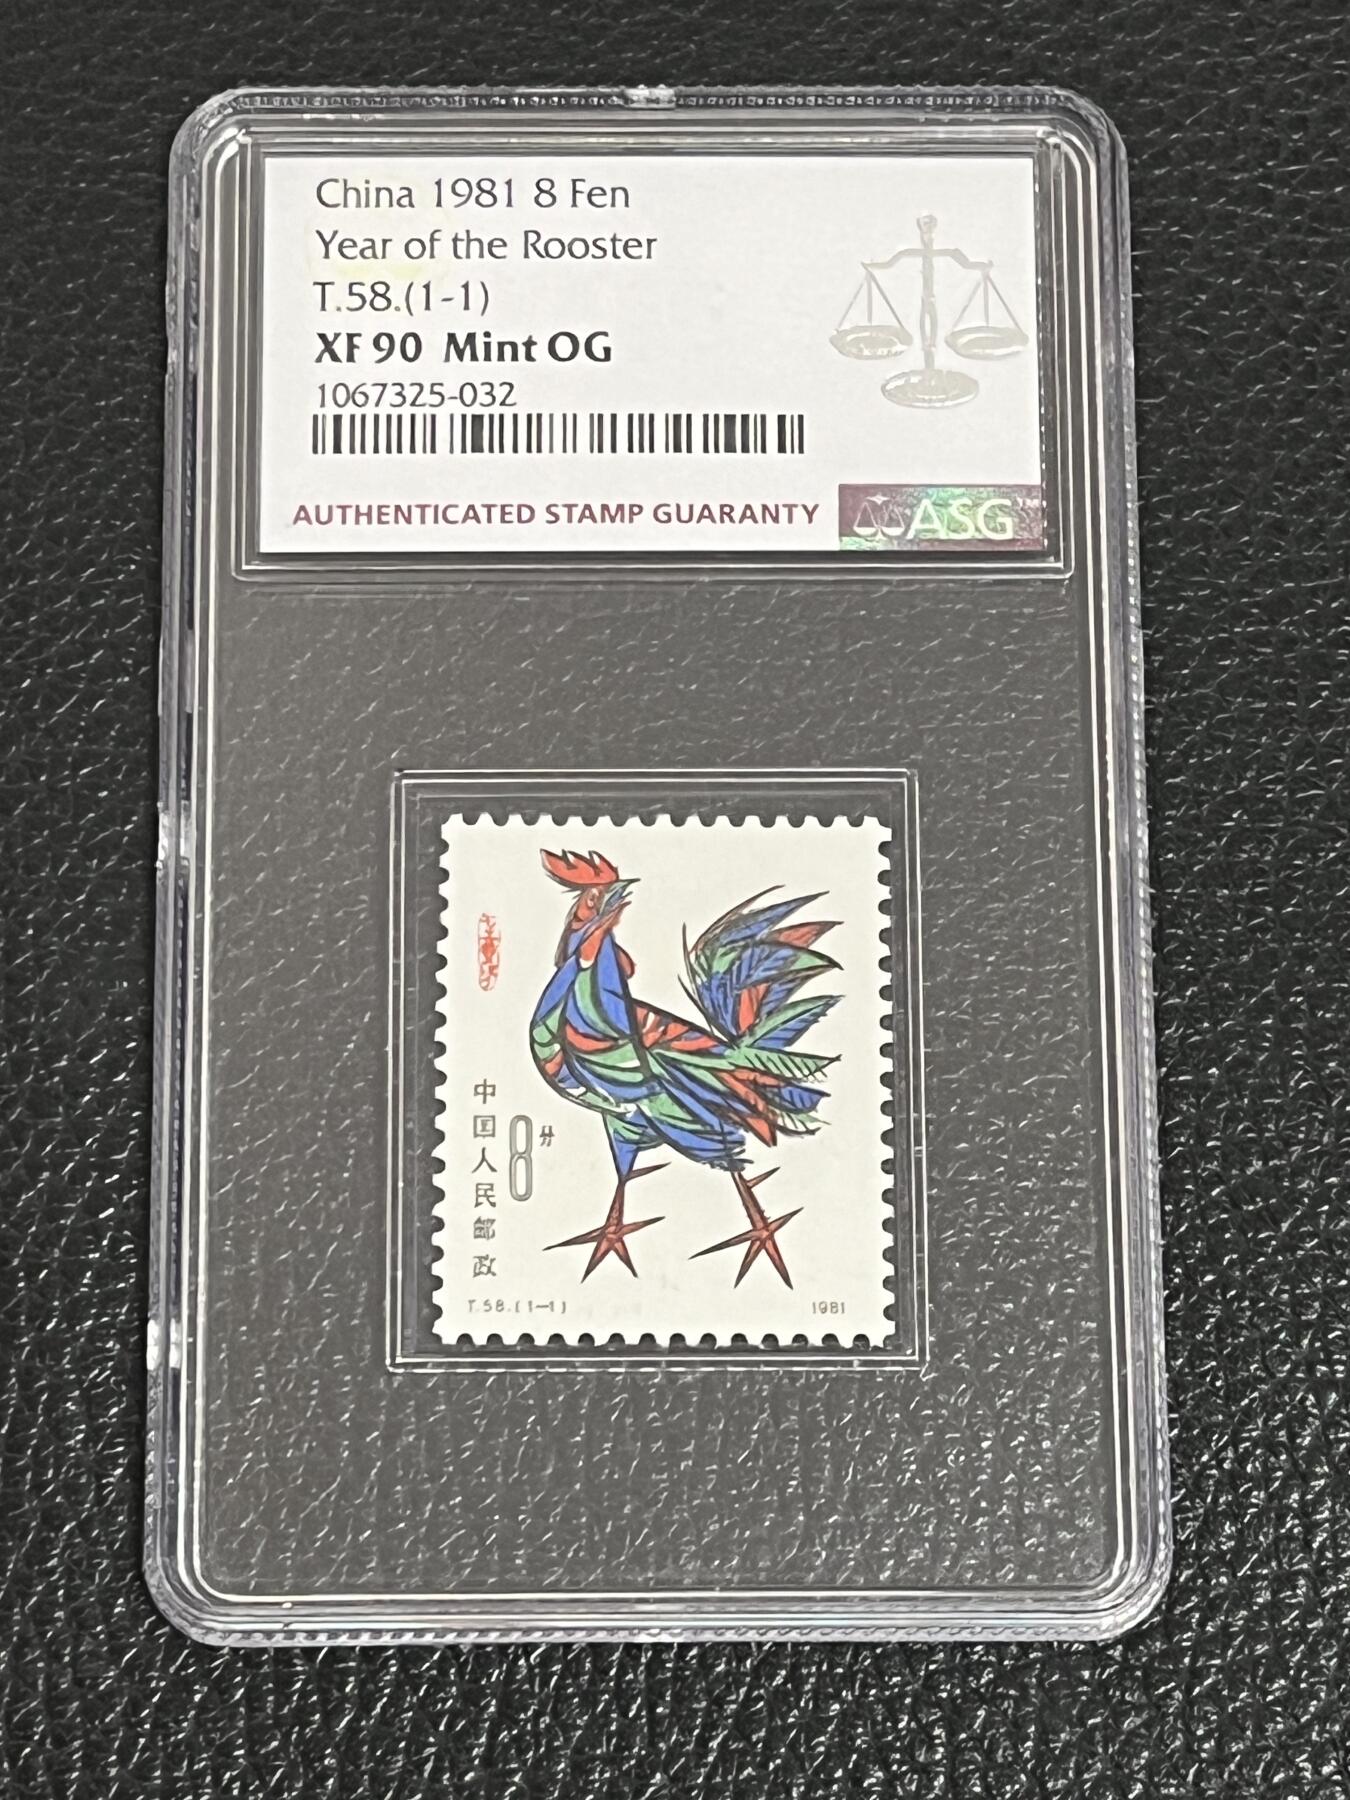 China 1981 8 Fen
Year of the Rooster
T.58.(1-1)
XF 90 Mint OG
1067325-032
AUTHENTICATED STAMP GUARANTY
ASG
中国人民邮政
8分
T.58.(1-1)
1981